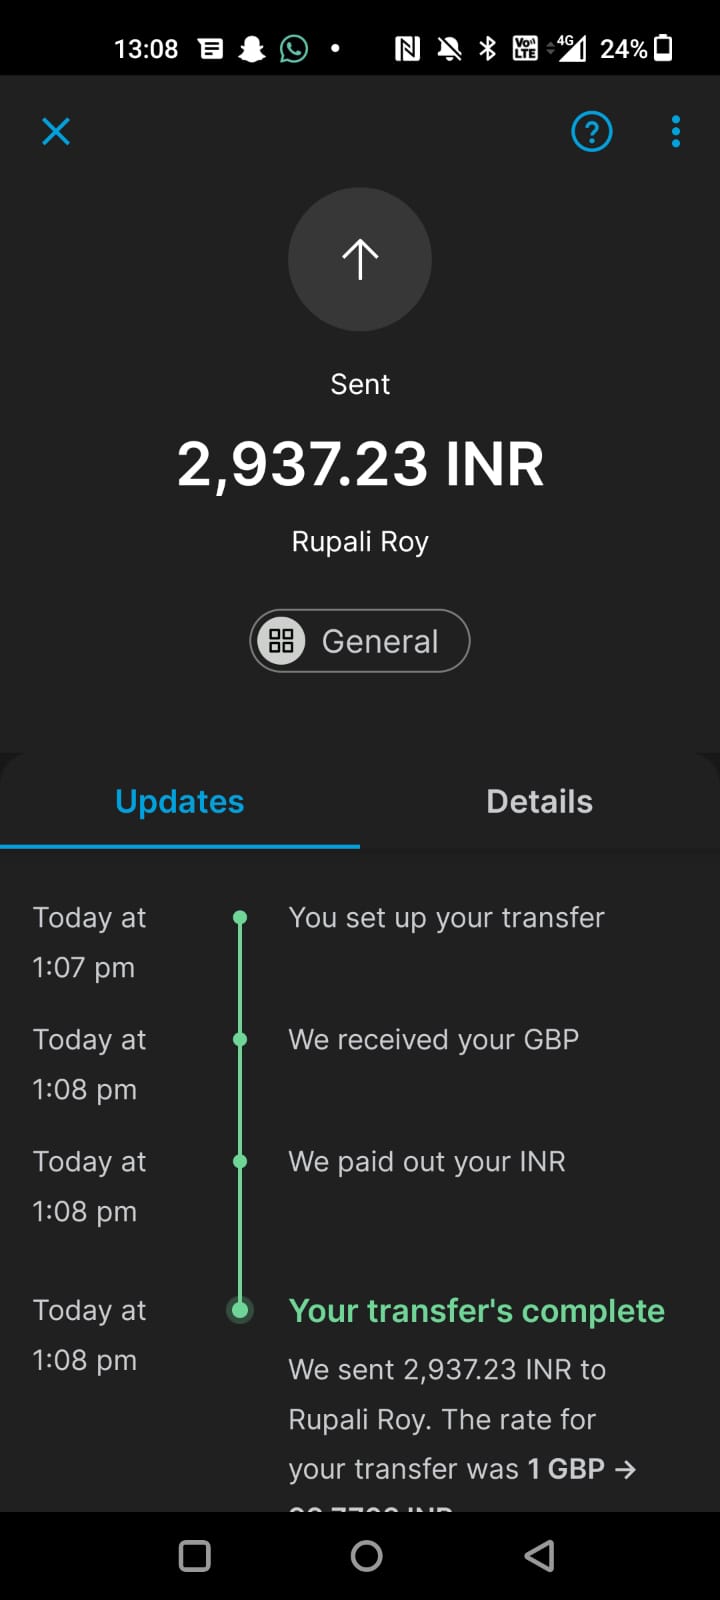 13:08 4G 24%
Sent
2,937.23 INR
Rupali Roy
General
Updates Details
Today at You set up your transfer
1:07 pm
Today at We received your GBP
1:08 pm
Today at We paid out your INR
1:08 pm
Today at Your transfer's complete
1:08 pm We sent 2,937.23 INR to
Rupali Roy. The rate for
your transfer was 1 GBP →
INR